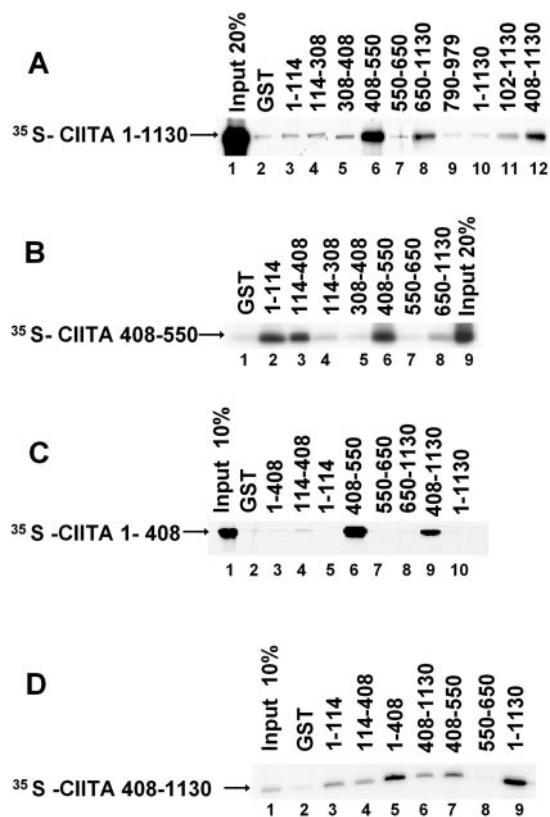 A
Input 20%
GST
1-114
114-308
308-408
408-550
550-650
650-1130
790-979
1-1130
102-1130
408-1130
35 S- CIITA 1-1130
1 2 3 4 5 6 7 8 9 10 11 12
B
GST
1-114
114-408
114-308
308-408
408-550
550-650
650-1130
Input 20%
35 S- CIITA 408-550
1 2 3 4 5 6 7 8 9
C
Input 10%
GST
1-408
114-408
1-114
408-550
550-650
650-1130
408-1130
1-1130
35 S -CIITA 1- 408
1 2 3 4 5 6 7 8 9 10
D
Input 10%
GST
1-114
114-408
1-408
408-1130
408-550
550-650
1-1130
35 S -CIITA 408-1130
1 2 3 4 5 6 7 8 9